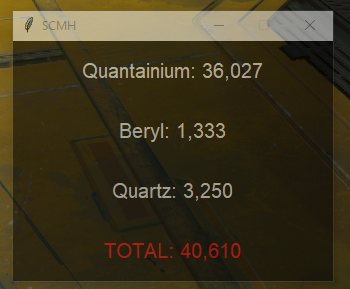 SCMH
Quantainium: 36,027
Beryl: 1,333
Quartz: 3,250
TOTAL: 40,610